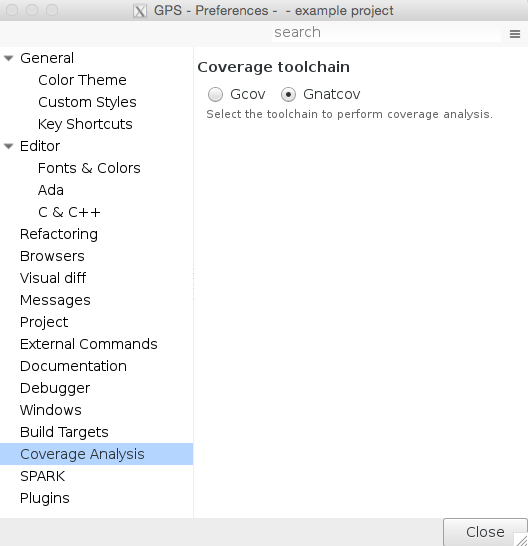 GPS - Preferences -  - example project
search
General
Color Theme
Custom Styles
Key Shortcuts
Editor
Fonts & Colors
Ada
C & C++
Refactoring
Browsers
Visual diff
Messages
Project
External Commands
Documentation
Debugger
Windows
Build Targets
Coverage Analysis
SPARK
Plugins
Coverage toolchain
Gcov Gnatcov
Select the toolchain to perform coverage analysis.
Close